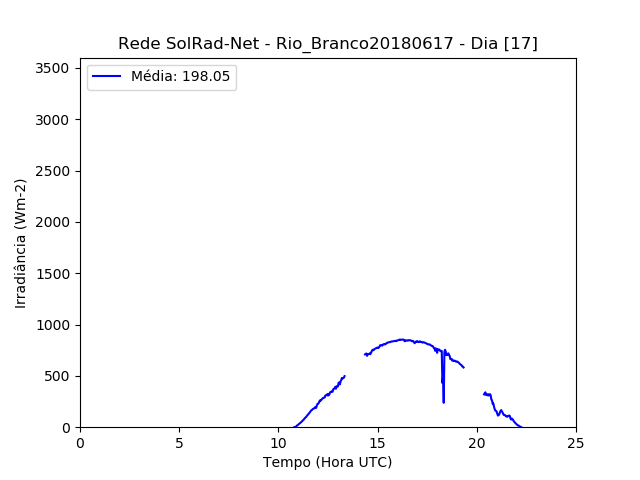 Rede SolRad-Net - Rio_Branco20180617 - Dia [17]
Média: 198.05
3500
3000
2500
2000
1500
1000
500
0
Irradiância (Wm-2)
0 5 10 15 20 25
Tempo (Hora UTC)